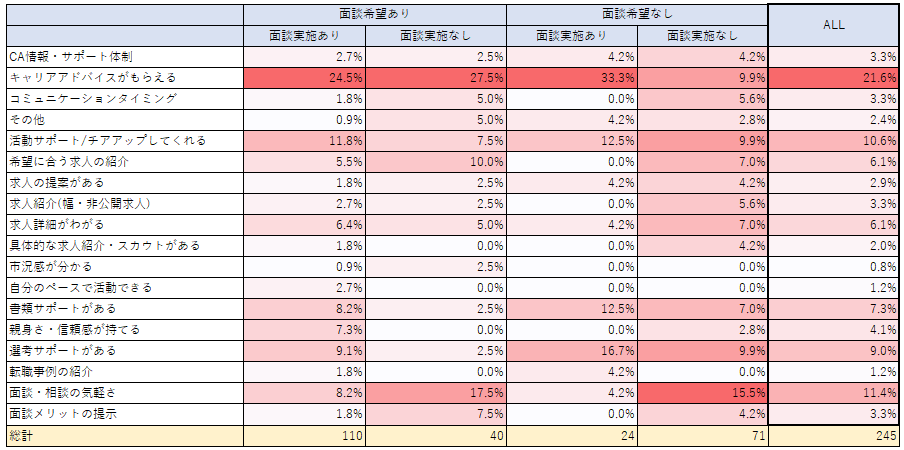 面談希望あり 面談希望なし ALL
面談実施あり 面談実施なし 面談実施あり 面談実施なし
CA情報・サポート体制 2.7% 2.5% 4.2% 4.2% 3.3%
キャリアアドバイスがもらえる 24.5% 27.5% 33.3% 9.9% 21.6%
コミュニケーションタイミング 1.8% 5.0% 0.0% 5.6% 3.3%
その他 0.9% 5.0% 4.2% 2.8% 2.4%
活動サポート/チアアップしてくれる 11.8% 7.5% 12.5% 9.9% 10.6%
希望に合う求人の紹介 5.5% 10.0% 0.0% 7.0% 6.1%
求人の提案がある 1.8% 2.5% 4.2% 4.2% 2.9%
求人紹介(幅・非公開求人) 2.7% 2.5% 0.0% 5.6% 3.3%
求人詳細がわかる 6.4% 5.0% 4.2% 7.0% 6.1%
具体的な求人紹介・スカウトがある 1.8% 0.0% 0.0% 4.2% 2.0%
市況感が分かる 0.9% 2.5% 0.0% 0.0% 0.8%
自分のペースで活動できる 2.7% 0.0% 0.0% 0.0% 1.2%
書類サポートがある 8.2% 2.5% 12.5% 7.0% 7.3%
親身さ・信頼感が持てる 7.3% 0.0% 0.0% 2.8% 4.1%
選考サポートがある 9.1% 2.5% 16.7% 9.9% 9.0%
転職事例の紹介 1.8% 0.0% 4.2% 0.0% 1.2%
面談・相談の気軽さ 8.2% 17.5% 4.2% 15.5% 11.4%
面談メリットの提示 1.8% 7.5% 0.0% 4.2% 3.3%
総計 110 40 24 71 245